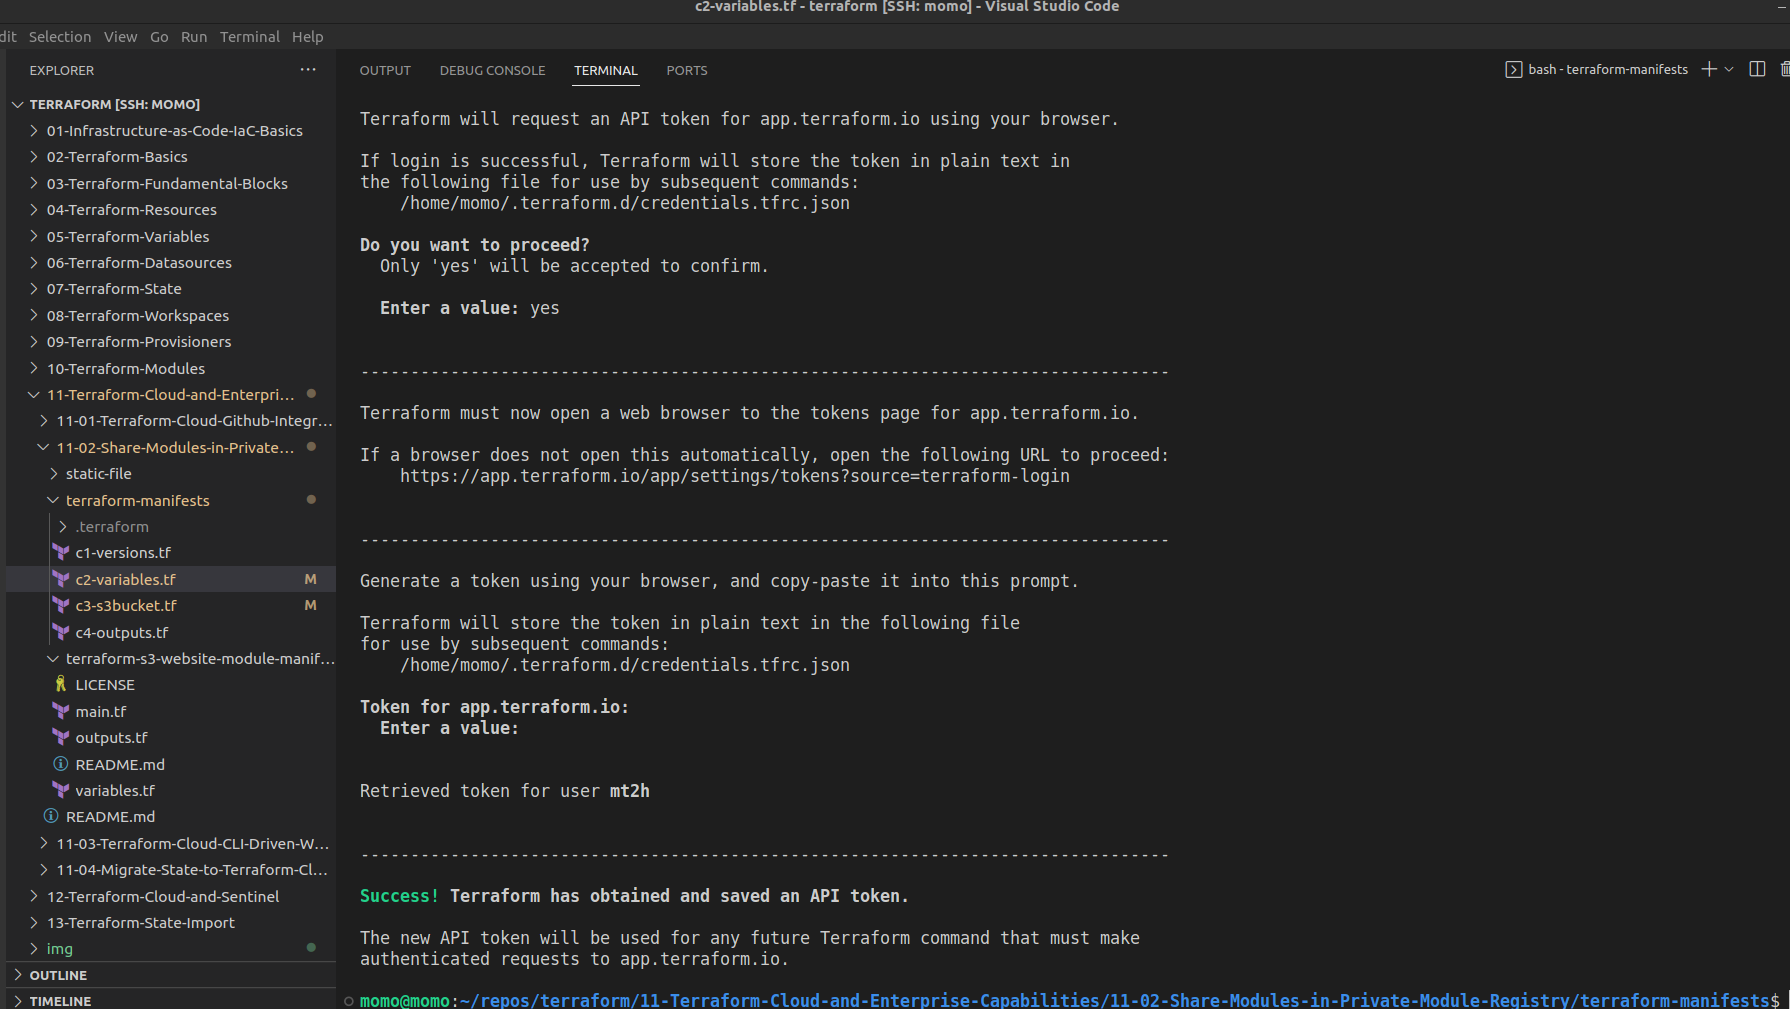 c2-variables.tf - terraform [SSH: momo] - Visual Studio Code
dit Selection View Go Run Terminal Help
EXPLORER
TERRAFORM [SSH: MOMO]
01-Infrastructure-as-Code-IaC-Basics
02-Terraform-Basics
03-Terraform-Fundamental-Blocks
04-Terraform-Resources
05-Terraform-Variables
06-Terraform-Datasources
07-Terraform-State
08-Terraform-Workspaces
09-Terraform-Provisioners
10-Terraform-Modules
11-Terraform-Cloud-and-Enterpri...
11-01-Terraform-Cloud-Github-Integr...
11-02-Share-Modules-in-Private...
static-file
terraform-manifests
.terraform
c1-versions.tf
c2-variables.tf M
c3-s3bucket.tf M
c4-outputs.tf
terraform-s3-website-module-manif...
LICENSE
main.tf
outputs.tf
README.md
variables.tf
README.md
11-03-Terraform-Cloud-CLI-Driven-W...
11-04-Migrate-State-to-Terraform-Cl...
12-Terraform-Cloud-and-Sentinel
13-Terraform-State-Import
img
OUTLINE
TIMELINE
OUTPUT DEBUG CONSOLE TERMINAL PORTS
bash - terraform-manifests
Terraform will request an API token for app.terraform.io using your browser.
If login is successful, Terraform will store the token in plain text in
the following file for use by subsequent commands:
/home/momo/.terraform.d/credentials.tfrc.json
Do you want to proceed?
Only 'yes' will be accepted to confirm.
Enter a value: yes
---------------------------------------------------------------------------------
Terraform must now open a web browser to the tokens page for app.terraform.io.
If a browser does not open this automatically, open the following URL to proceed:
https://app.terraform.io/app/settings/tokens?source=terraform-login
---------------------------------------------------------------------------------
Generate a token using your browser, and copy-paste it into this prompt.
Terraform will store the token in plain text in the following file
for use by subsequent commands:
/home/momo/.terraform.d/credentials.tfrc.json
Token for app.terraform.io:
Enter a value:
Retrieved token for user mt2h
---------------------------------------------------------------------------------
Success! Terraform has obtained and saved an API token.
The new API token will be used for any future Terraform command that must make
authenticated requests to app.terraform.io.
momo@momo:~/repos/terraform/11-Terraform-Cloud-and-Enterprise-Capabilities/11-02-Share-Modules-in-Private-Module-Registry/terraform-manifests$